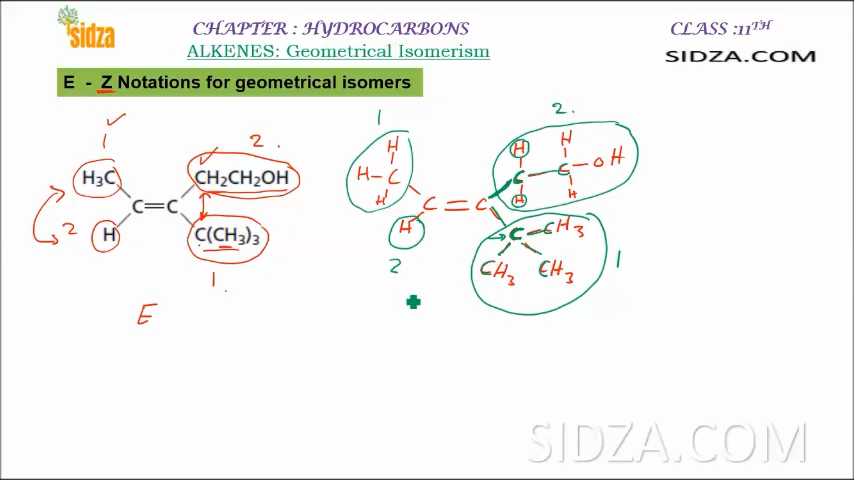 sidza
CHAPTER : HYDROCARBONS
CLASS :11TH
ALKENES: Geometrical Isomerism
SIDZA.COM
E - Z Notations for geometrical isomers
1 2 1 2.
H₃C CH₂CH₂OH H H
H–C C–C–OH
C=C H H
H C(CH₃)₃ H C=C
2 1. H C–CH₃
CH₃ CH₃ 1
2
E
SIDZA.COM